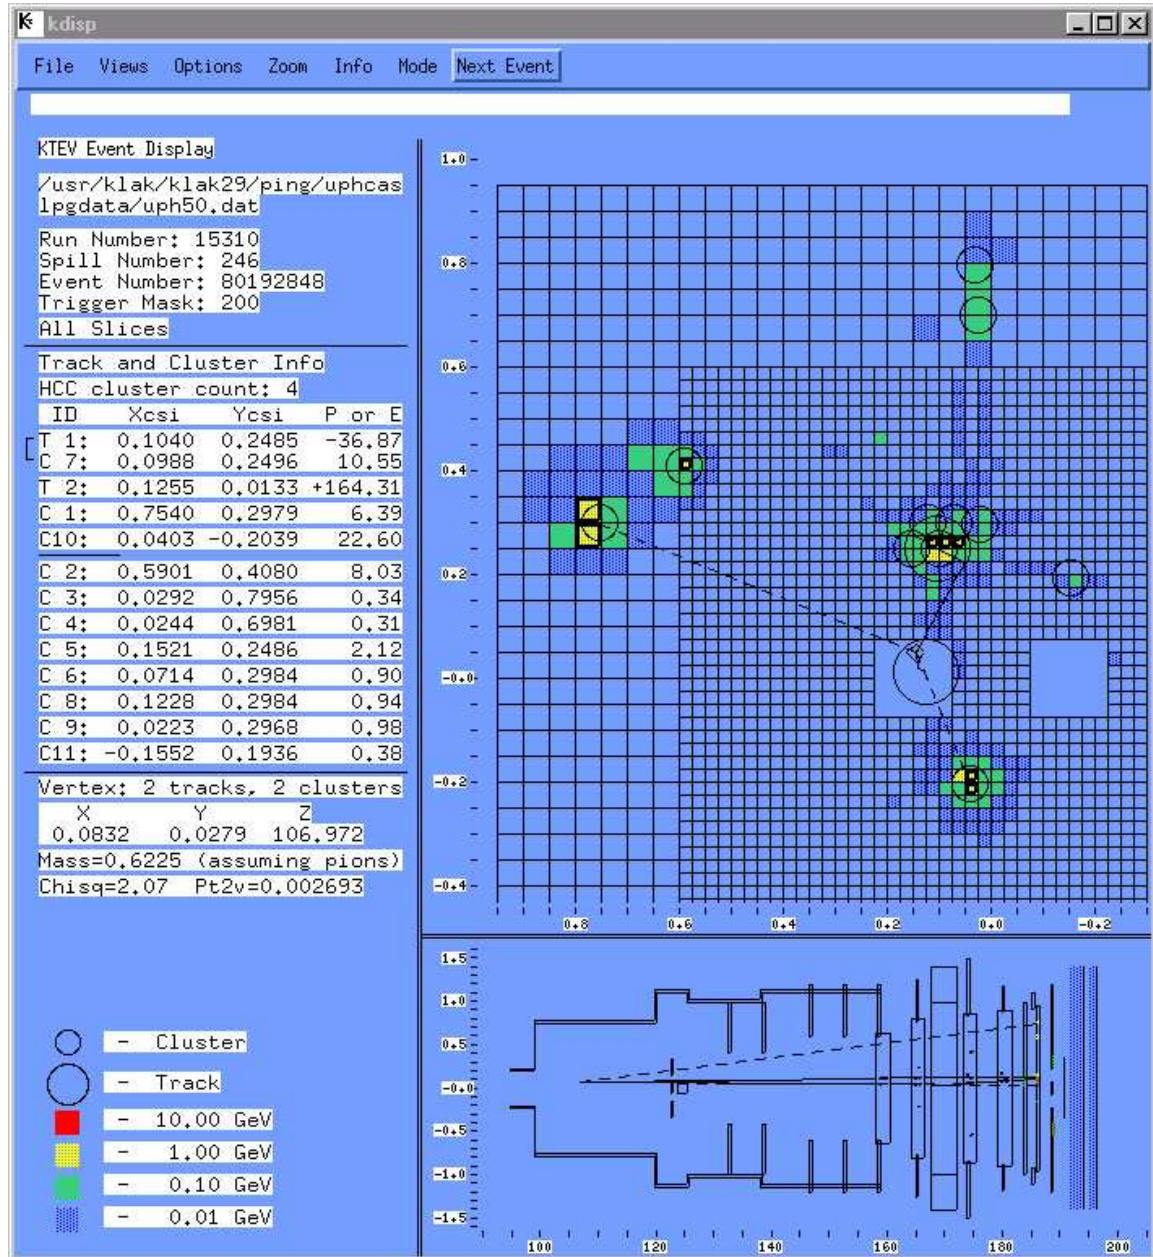 kdisp
File Views Options Zoom Info Mode Next Event
KTEV Event Display
/usr/klak/klak29/ping/uphcas
lpgdata/uph50.dat
Run Number: 15310
Spill Number: 246
Event Number: 80192848
Trigger Mask: 200
All Slices
Track and Cluster Info
HCC cluster count: 4
ID Xcsi Ycsi P or E
T 1: 0.1040 0.2485 -36.87
C 7: 0.0988 0.2496 10.55
T 2: 0.1255 0.0133 +164.31
C 1: 0.7540 0.2979 6.39
C10: 0.0403 -0.2039 22.60
C 2: 0.5901 0.4080 8.03
C 3: 0.0292 0.7956 0.34
C 4: 0.0244 0.6981 0.31
C 5: 0.1521 0.2486 2.12
C 6: 0.0714 0.2984 0.90
C 8: 0.1228 0.2984 0.94
C 9: 0.0223 0.2968 0.98
C11: -0.1552 0.1936 0.38
Vertex: 2 tracks, 2 clusters
X Y Z
0.0832 0.0279 106.972
Mass=0.6225 (assuming pions)
Chisq=2.07 Pt2v=0.002693
- Cluster
- Track
- 10.00 GeV
- 1.00 GeV
- 0.10 GeV
- 0.01 GeV
1.0
0.8
0.6
0.4
0.2
-0.0
-0.2
-0.4
0.8 0.6 0.4 0.2 0.0 -0.2
1.5
1.0
0.5
-0.0
-0.5
-1.0
-1.5
100 120 140 160 180 200